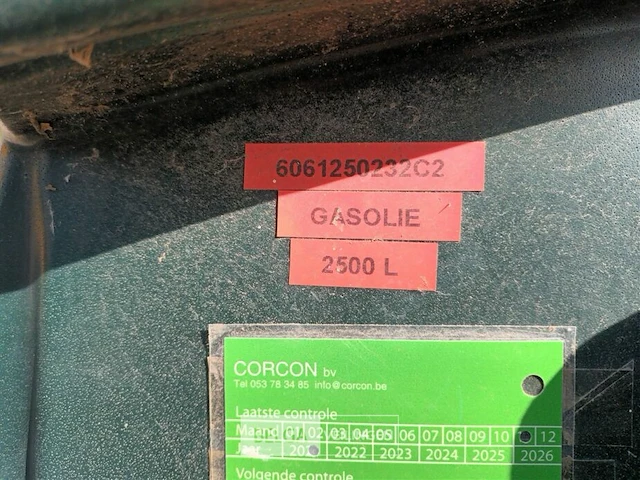 6061250232C2
GASOLIE
2500 L
CORCON bv
Tel 053 78 34 85 info@corcon.be
Laatste controle
Maand 01 02 03 04 05 06 07 08 09 10 12
Jaar 2022 2023 2024 2025 2026
Volgende controle